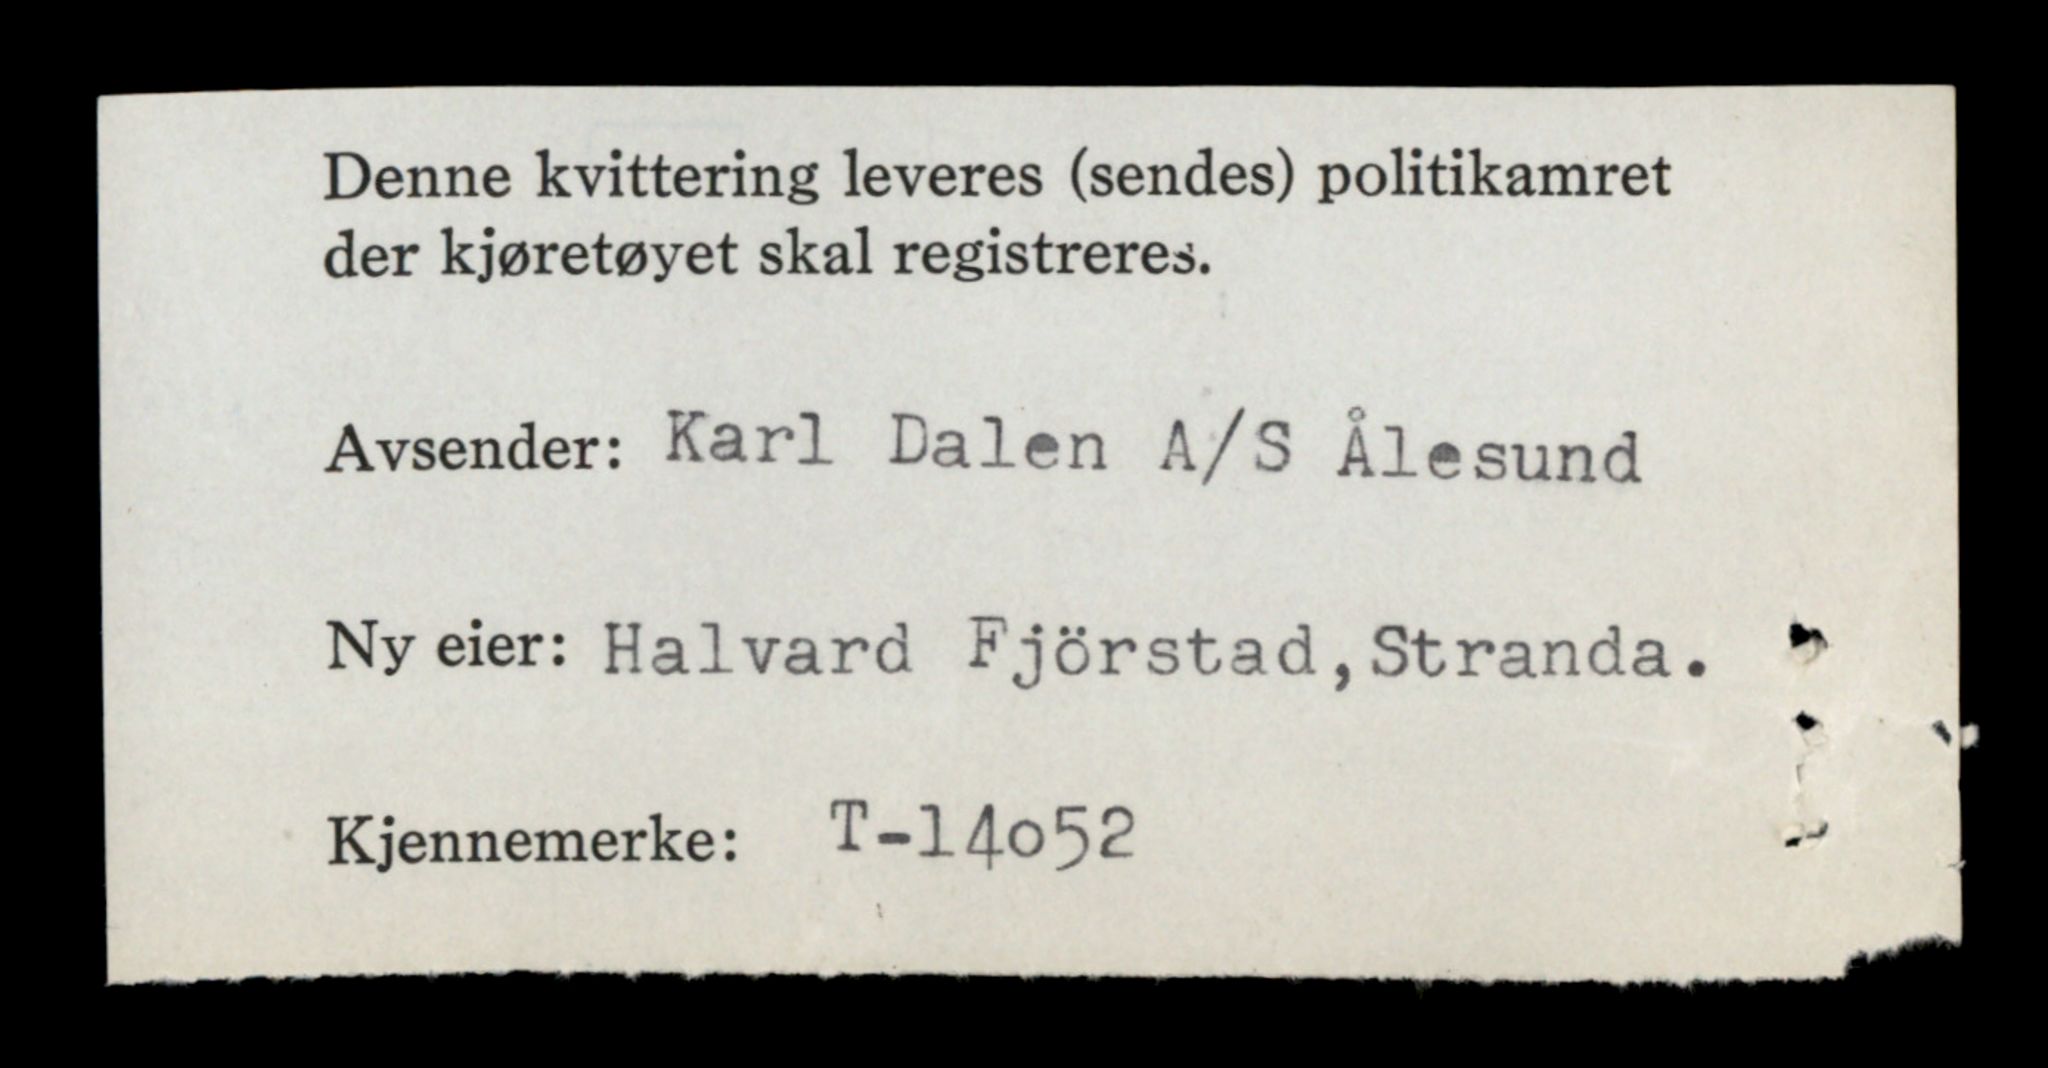 Denne kvittering leveres (sendes) politikamret
der kjøretøyet skal registreres.
Avsender: Karl Dalen A/S Ålesund
Ny eier: Halvard Fjörstad,Stranda.
Kjennemerke: T-14o52